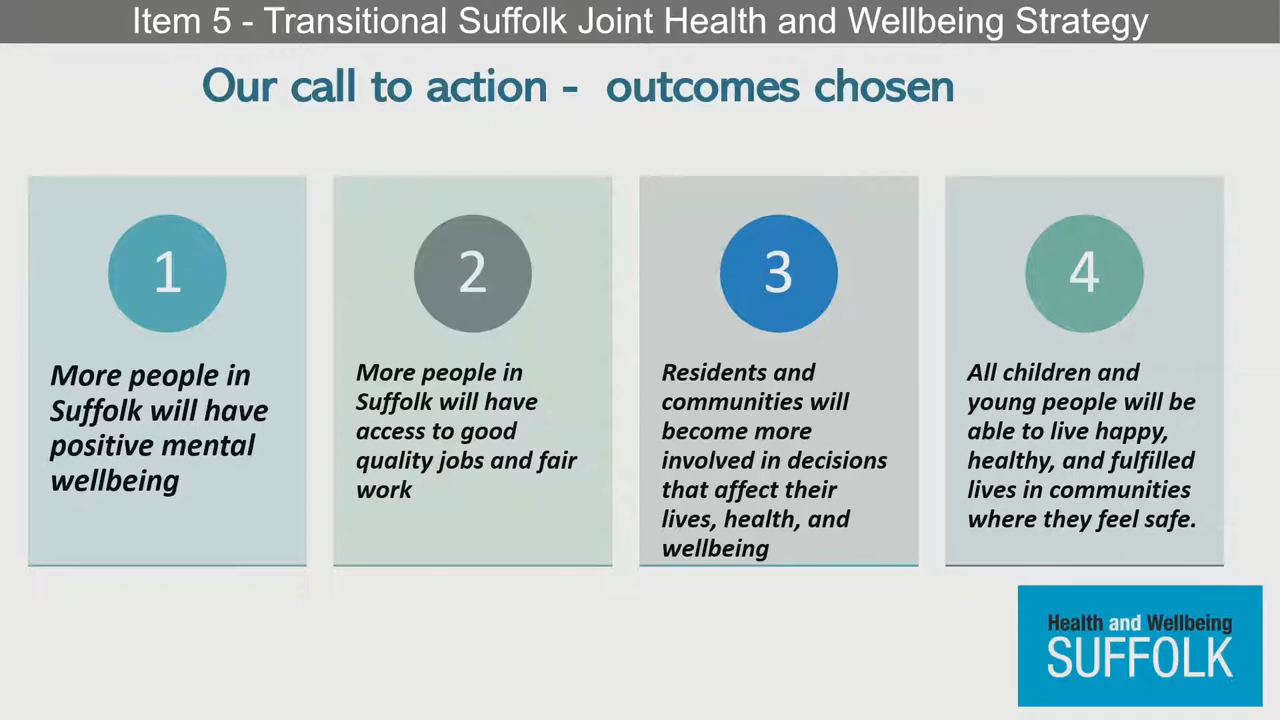 Item 5 - Transitional Suffolk Joint Health and Wellbeing Strategy
Our call to action - outcomes chosen
1
More people in
Suffolk will have
positive mental
wellbeing
2
More people in
Suffolk will have
access to good
quality jobs and fair
work
3
Residents and
communities will
become more
involved in decisions
that affect their
lives, health, and
wellbeing
4
All children and
young people will be
able to live happy,
healthy, and fulfilled
lives in communities
where they feel safe.
Health and Wellbeing
SUFFOLK